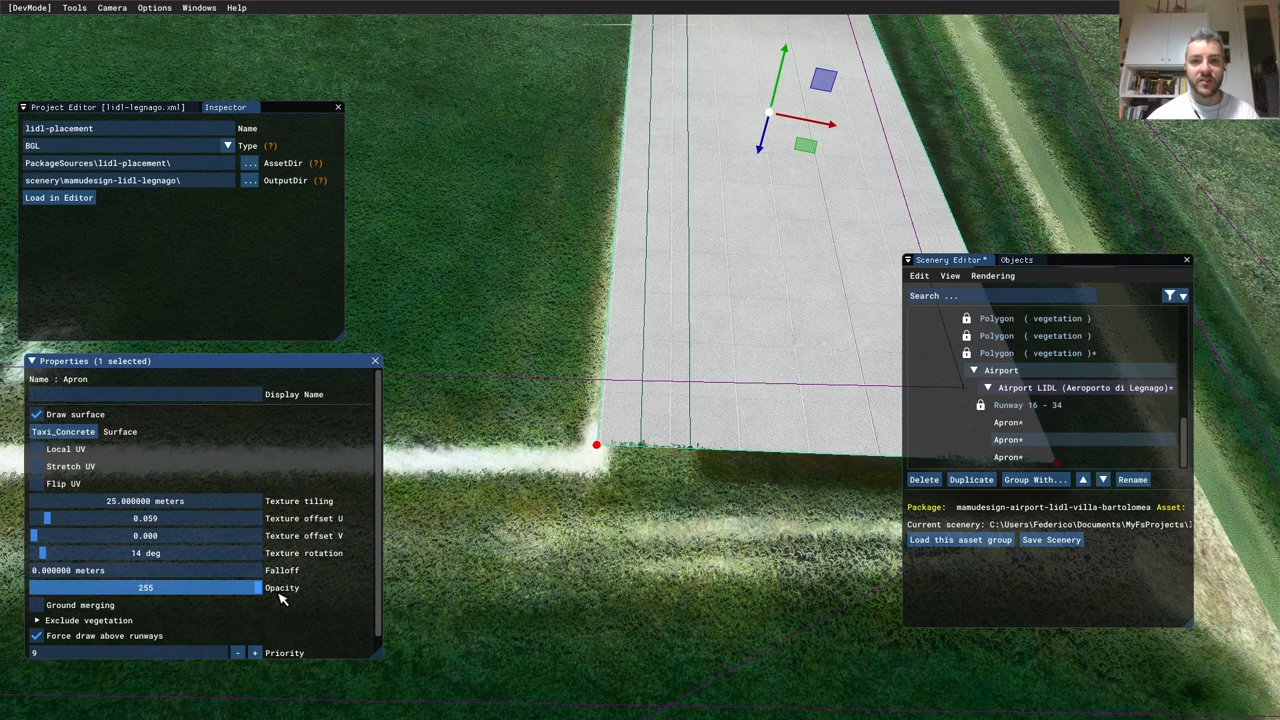 [DevMode] Tools Camera Options Windows Help
Project Editor [lidl-legnago.xml] Inspector
lidl-placement Name
BGL Type (?)
PackageSources\lidl-placement\ ... AssetDir (?)
scenery\mamudesign-lidl-legnago\ ... OutputDir (?)
Load in Editor
Properties (1 selected)
Name : Apron
Display Name
Draw surface
Taxi_Concrete Surface
Local UV
Stretch UV
Flip UV
25.000000 meters Texture tiling
0.059 Texture offset U
0.000 Texture offset V
14 deg Texture rotation
0.000000 meters Falloff
255 Opacity
Ground merging
Exclude vegetation
Force draw above runways
9 - + Priority
Scenery Editor* Objects
Edit View Rendering
Search ...
Polygon ( vegetation )
Polygon ( vegetation )
Polygon ( vegetation )*
Airport
Airport LIDL (Aeroporto di Legnago)*
Runway 16 - 34
Apron*
Apron*
Apron*
Delete Duplicate Group With... Rename
Package: mamudesign-airport-lidl-villa-bartolomea Asset:
Current scenery: C:\Users\Federico\Documents\MyFsProjects\
Load this asset group Save Scenery